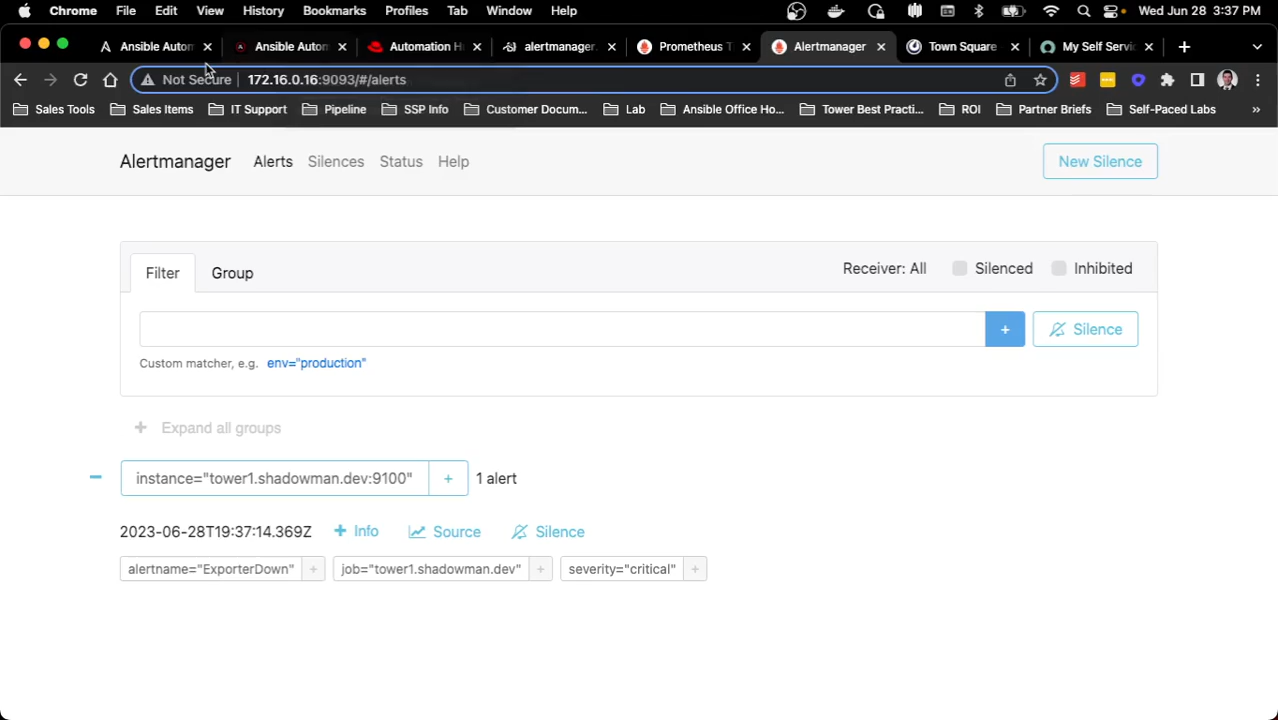 Chrome File Edit View History Bookmarks Profiles Tab Window Help Wed Jun 28 3:37 PM
Ansible Autom Ansible Autom Automation H alertmanager. Prometheus T Alertmanager Town Square My Self Servi
Not Secure 172.16.0.16:9093/#/alerts
Sales Tools Sales Items IT Support Pipeline SSP Info Customer Docum... Lab Ansible Office Ho... Tower Best Practi... ROI Partner Briefs Self-Paced Labs »
Alertmanager Alerts Silences Status Help New Silence
Filter Group Receiver: All Silenced Inhibited
+ Silence
Custom matcher, e.g. env="production"
+ Expand all groups
instance="tower1.shadowman.dev:9100" + 1 alert
2023-06-28T19:37:14.369Z + Info Source Silence
alertname="ExporterDown" + job="tower1.shadowman.dev" + severity="critical" +